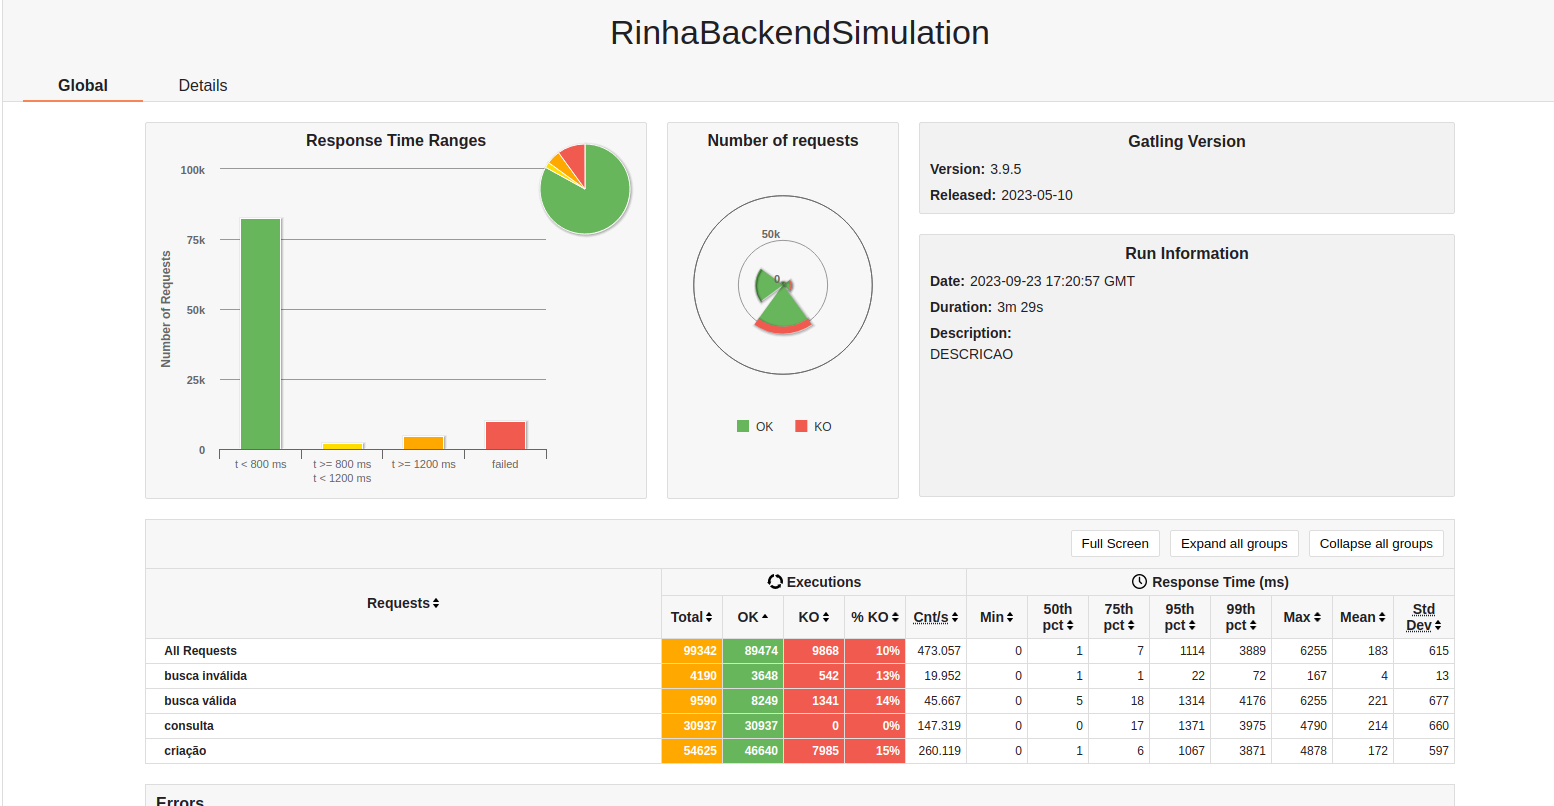 RinhaBackendSimulation
Global Details
Response Time Ranges
100k
75k
50k
25k
0
Number of Requests
t < 800 ms
t >= 800 ms
t < 1200 ms
t >= 1200 ms
failed
Number of requests
50k
0
OK KO
Gatling Version
Version: 3.9.5
Released: 2023-05-10
Run Information
Date: 2023-09-23 17:20:57 GMT
Duration: 3m 29s
Description:
DESCRICAO
Full Screen Expand all groups Collapse all groups
Requests Executions Response Time (ms)
Total OK KO % KO Cnt/s Min 50th pct 75th pct 95th pct 99th pct Max Mean Std Dev
All Requests 99342 89474 9868 10% 473.057 0 1 7 1114 3889 6255 183 615
busca inválida 4190 3648 542 13% 19.952 0 1 1 22 72 167 4 13
busca válida 9590 8249 1341 14% 45.667 0 5 18 1314 4176 6255 221 677
consulta 30937 30937 0 0% 147.319 0 0 17 1371 3975 4790 214 660
criação 54625 46640 7985 15% 260.119 0 1 6 1067 3871 4878 172 597
Errors